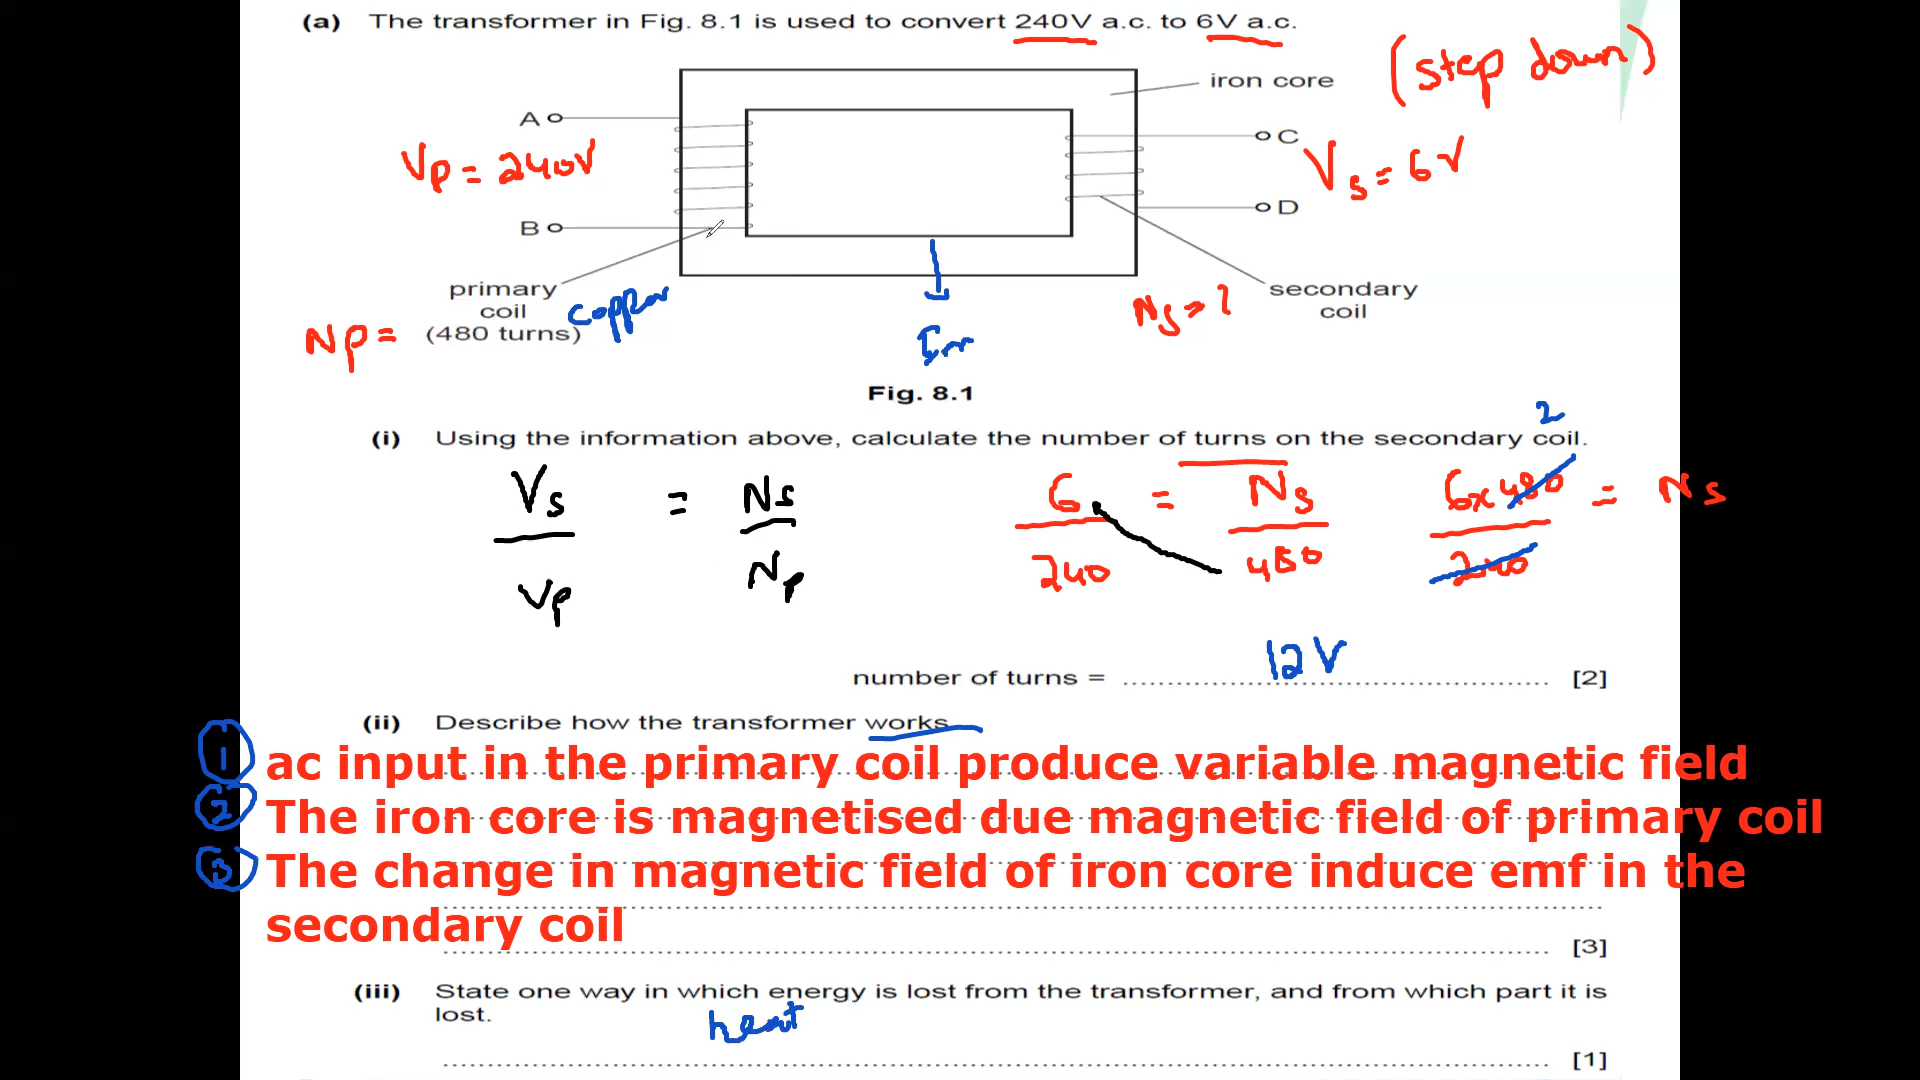 (a) The transformer in Fig. 8.1 is used to convert 240V a.c. to 6V a.c.
(step down)
iron core
A
C
Vp = 240V
Vs = 6V
B
D
primary
coil
(480 turns)
copper
Np =
Ns = ?
secondary
coil
Fig. 8.1
2
(i) Using the information above, calculate the number of turns on the secondary coil.
Vs = Ns
Vp Np
6 = Ns
240 480
6x480 = Ns
240
12V
number of turns = ........ [2]
(ii) Describe how the transformer works.
1 ac input in the primary coil produce variable magnetic field
2 The iron core is magnetised due magnetic field of primary coil
3 The change in magnetic field of iron core induce emf in the
secondary coil
[3]
(iii) State one way in which energy is lost from the transformer, and from which part it is
lost.
heat
[1]